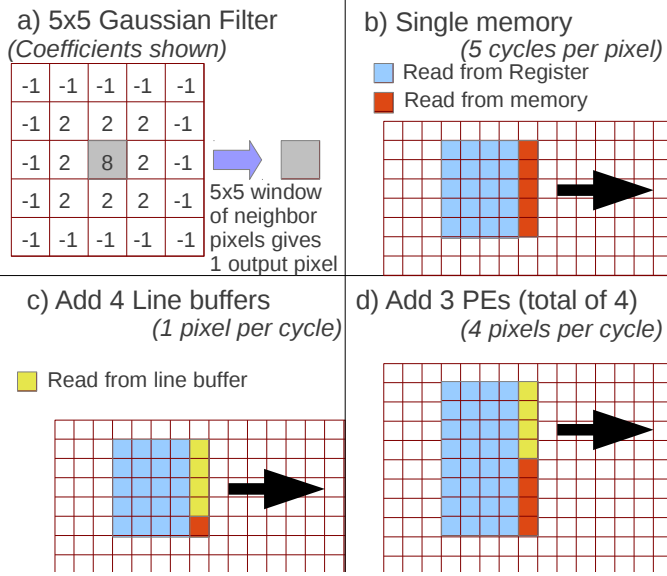 a) 5x5 Gaussian Filter
(Coefficients shown)
-1 -1 -1 -1 -1
-1 2 2 2 -1
-1 2 8 2 -1
-1 2 2 2 -1
-1 -1 -1 -1 -1
5x5 window
of neighbor
pixels gives
1 output pixel
b) Single memory
(5 cycles per pixel)
Read from Register
Read from memory
c) Add 4 Line buffers
(1 pixel per cycle)
Read from line buffer
d) Add 3 PEs (total of 4)
(4 pixels per cycle)